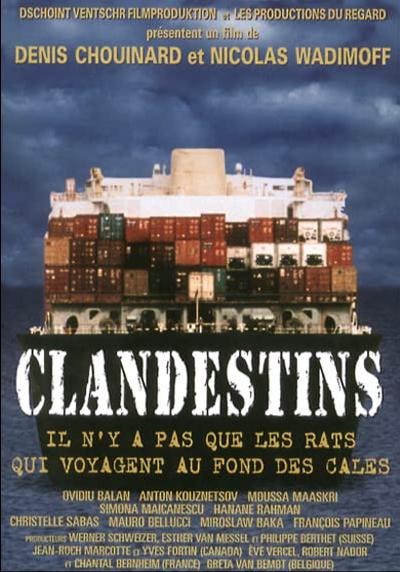 DSCHOINT VENTSCHR FILMPRODUKTION et LES PRODUCTIONS DU REGARD
présentent un film de
DENIS CHOUINARD et NICOLAS WADIMOFF
CLANDESTINS
IL N'Y A PAS QUE LES RATS
QUI VOYAGENT AU FOND DES CALES
OVIDIU BALAN ANTON KOUZNETSOV MOUSSA MAASKRI
SIMONA MAICANESCU HANANE RAHMAN
CHRISTELLE SABAS MAURO BELLUCCI MIROSLAW BAKA FRANÇOIS PAPINEAU
PRODUCTEURS WERNER SCHWEIZER, ESTHER VAN MESSEL et PHILIPPE BERTHET (SUISSE)
JEAN-ROCH MARCOTTE et YVES FORTIN (CANADA) ÈVE VERCEL, ROBERT NADOR
et CHANTAL BERNHEIM (FRANCE) GRETA VAN BEMBT (BELGIQUE)